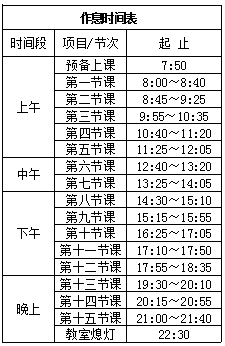 作息时间表
时间段 项目/节次 起 止
上午 预备上课 7:50
第一节课 8:00～8:40
第二节课 8:45～9:25
第三节课 9:55～10:35
第四节课 10:40～11:20
第五节课 11:25～12:05
中午 第六节课 12:40～13:20
第七节课 13:25～14:05
下午 第八节课 14:30～15:10
第九节课 15:15～15:55
第十节课 16:25～17:05
第十一节课 17:10～17:50
第十二节课 17:55～18:35
晚上 第十三节课 19:30～20:10
第十四节课 20:15～20:55
第十五节课 21:00～21:40
教室熄灯 22:30